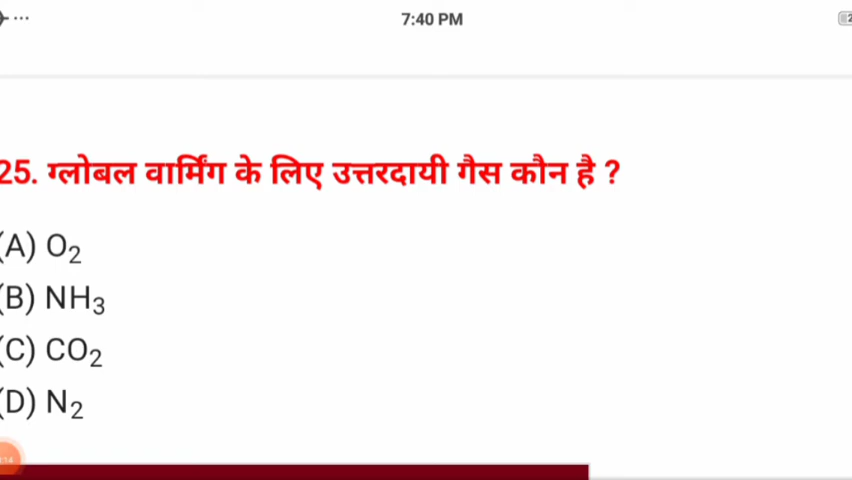 7:40 PM
25. ग्लोबल वार्मिंग के लिए उत्तरदायी गैस कौन है ?
(A) O2
(B) NH3
(C) CO2
(D) N2